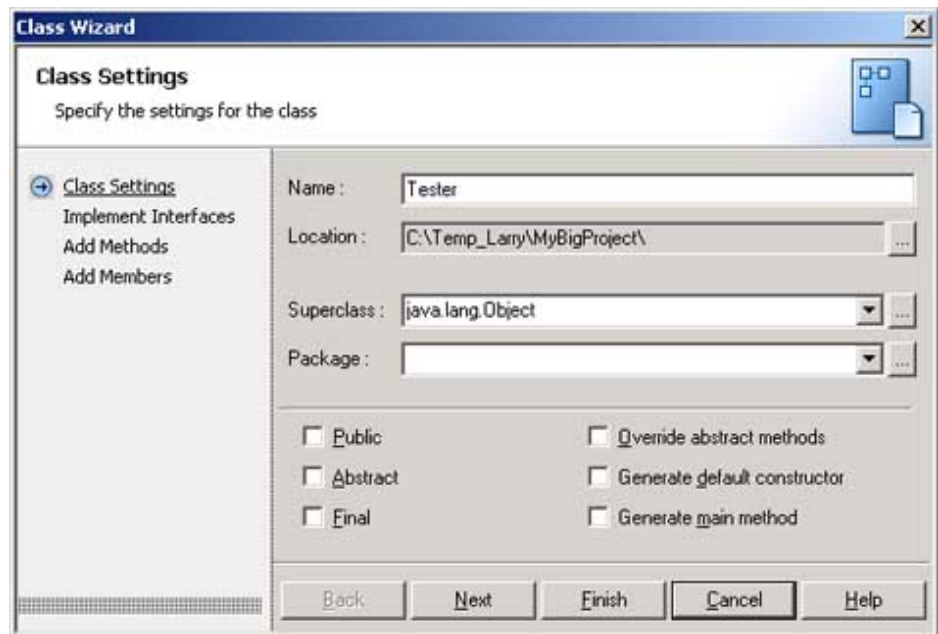 Class Wizard
Class Settings
Specify the settings for the class
Class Settings
Implement Interfaces
Add Methods
Add Members
Name : Tester
Location : C:\Temp_Larry\MyBigProject\ ...
Superclass : java.lang.Object ...
Package : ...
Public
Override abstract methods
Abstract
Generate default constructor
Final
Generate main method
Back Next Finish Cancel Help